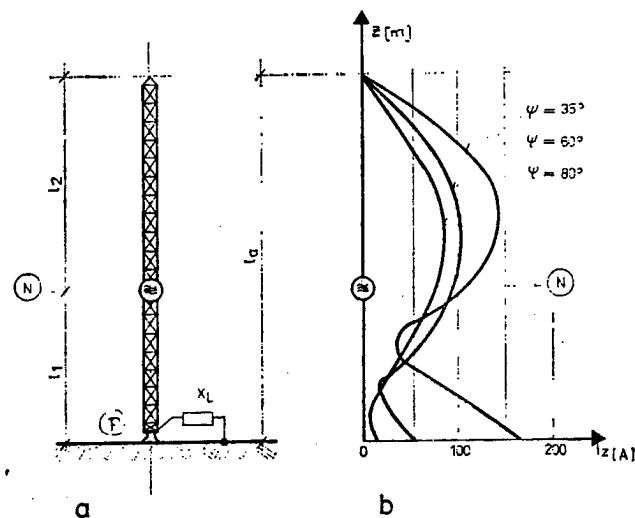 z [m]
ψ = 35°
ψ = 60°
ψ = 80°
l2
la
N
N
l1
F
XL
0
100
200
Iz [A]
a
b